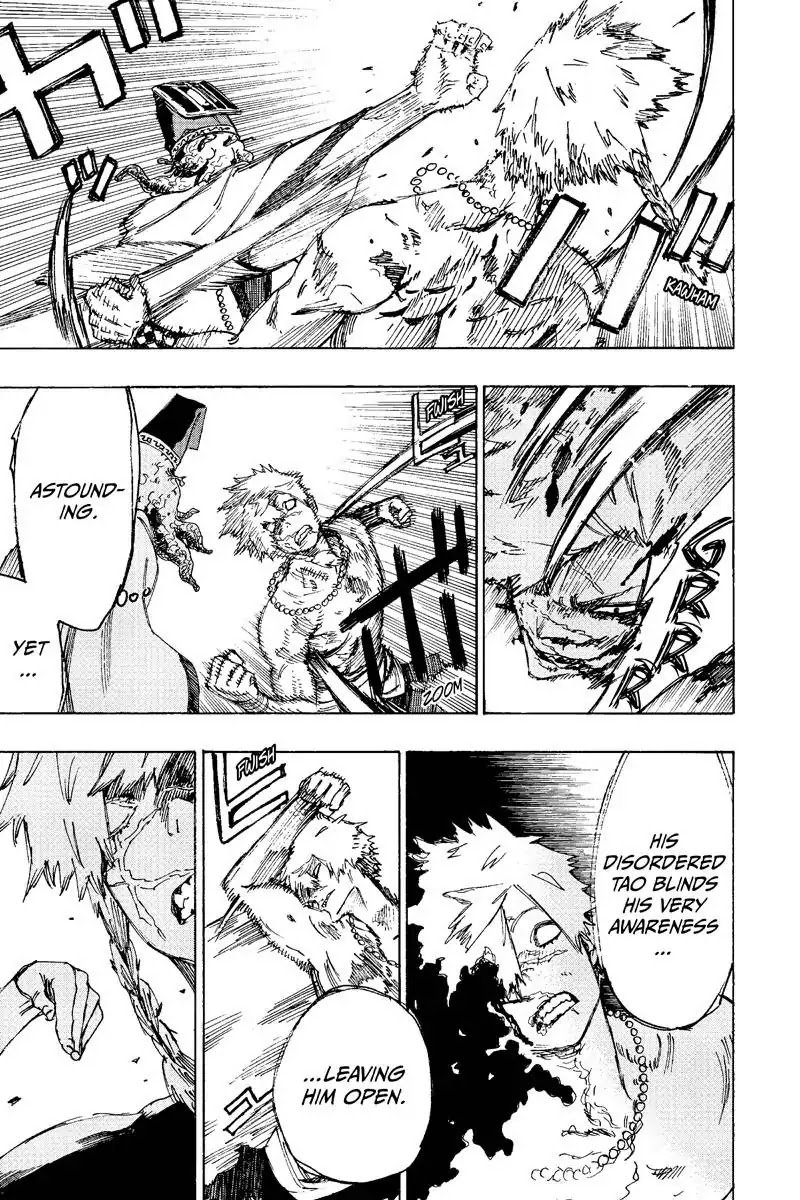 KAWHAM
GRRR
FWISH
ZOOM
ASTOUND-
ING.
YET
...
HIS
DISORDERED
TAO BLINDS
HIS VERY
AWARENESS
...
FWISH
...LEAVING
HIM OPEN.